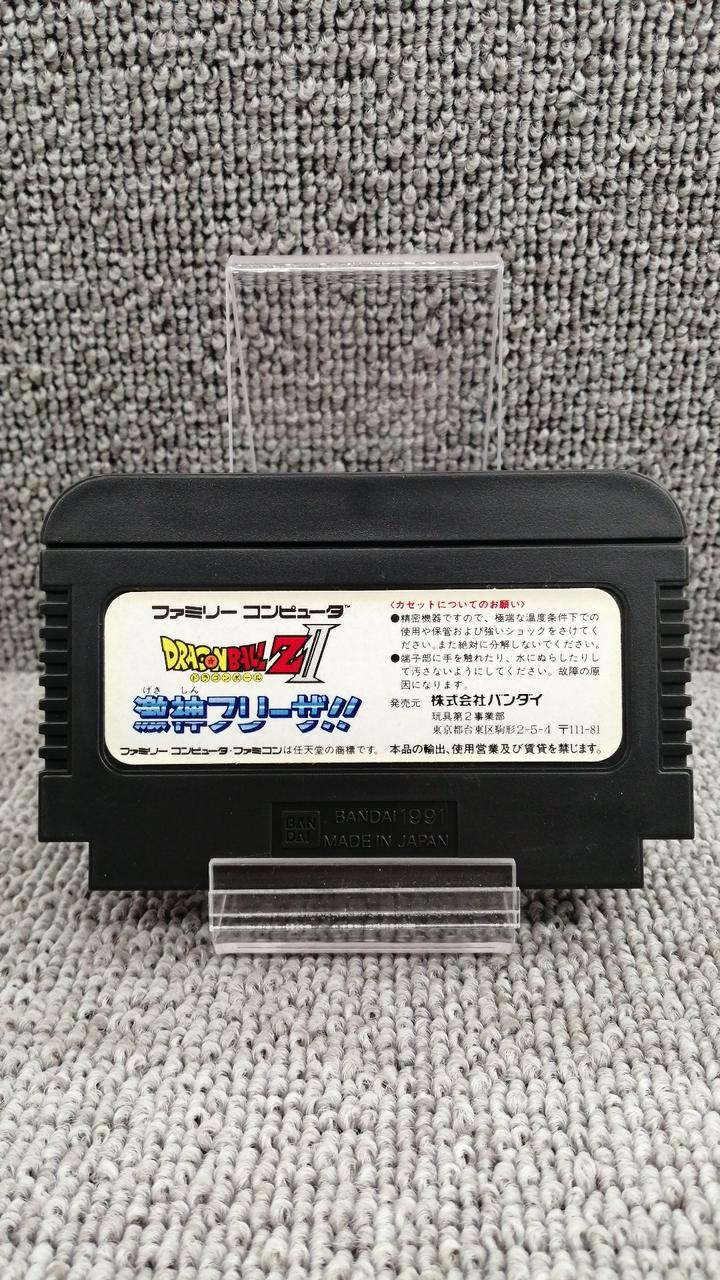 ファミリー コンピュータ™
DRAGON BALL Z II
ドラゴンボール
げき しん
激神フリーザ!!
ファミリー コンピュータ・ファミコンは任天堂の商標です。
〈カセットについてのお願い〉
●精密機器ですので、極端な温度条件下での
使用や保管および強いショックをさけてく
ださい。また絶対に分解しないでください。
●端子部に手を触れたり、水にぬらしたりし
て汚さないようにしてください。故障の原
因になります。
発売元 株式会社バンダイ
玩具第2事業部
東京都台東区駒形2-5-4 〒111-81
本品の輸出、使用営業及び賃貸を禁じます。
BAN
DAI
BANDAI 1991
MADE IN JAPAN